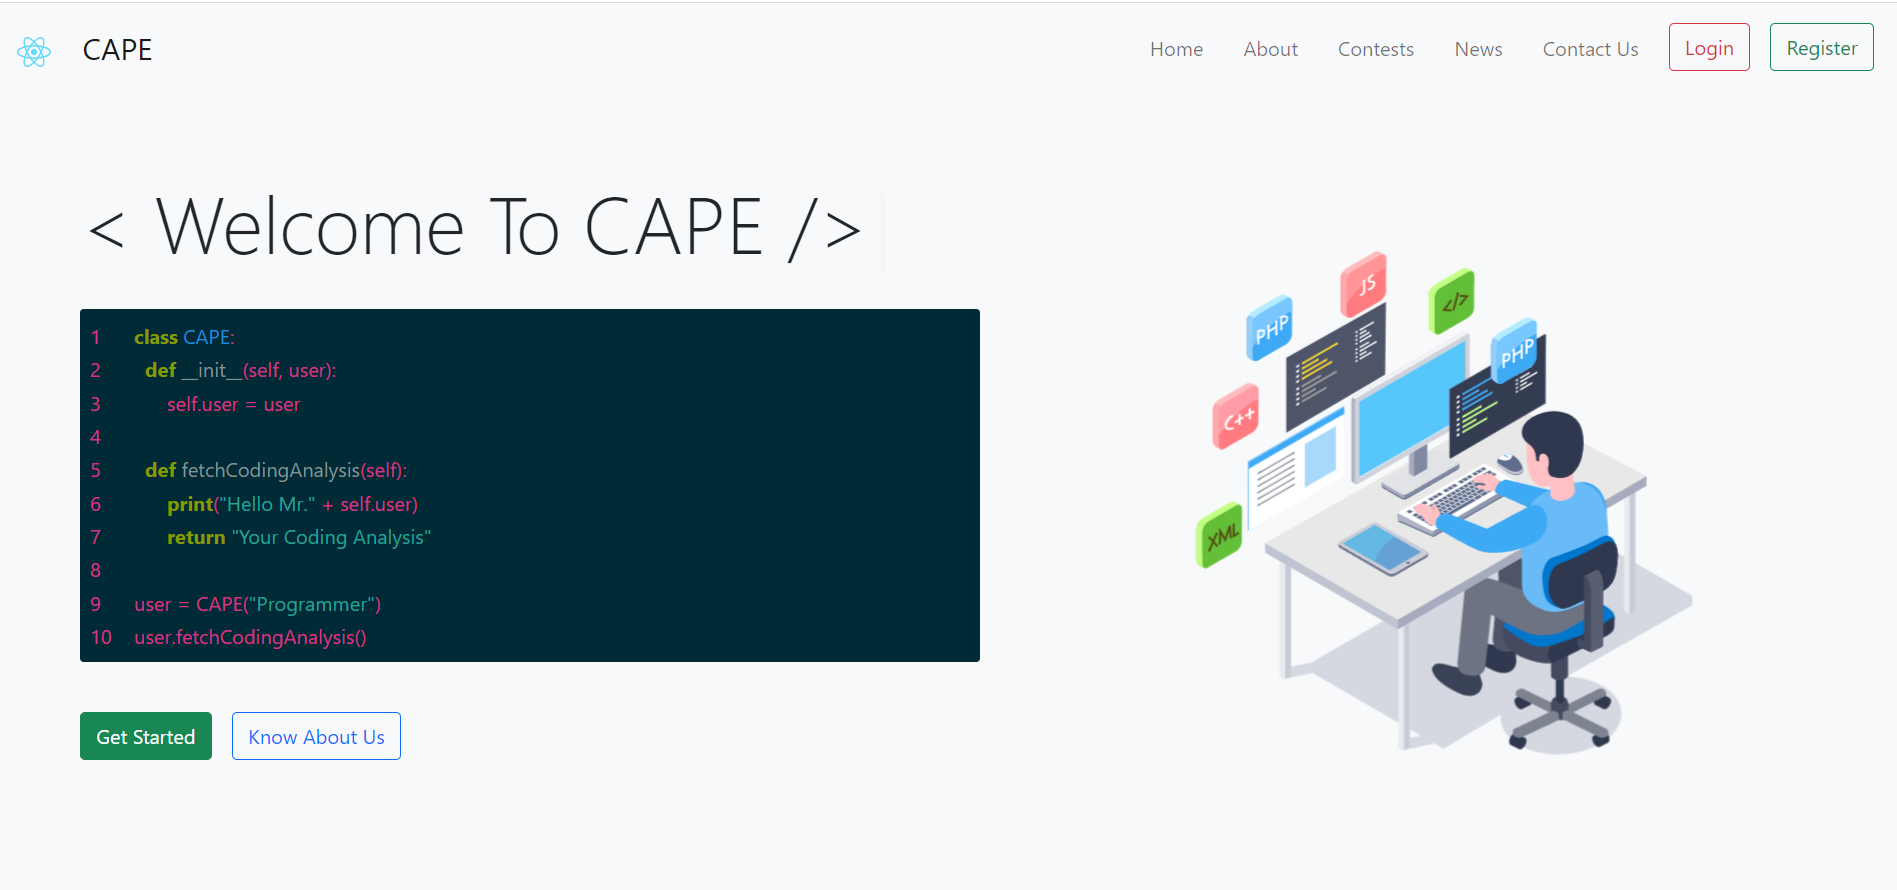 CAPE
Home About Contests News Contact Us Login Register
< Welcome To CAPE />
1 class CAPE:
2 def __init__(self, user):
3 self.user = user
4
5 def fetchCodingAnalysis(self):
6 print("Hello Mr." + self.user)
7 return "Your Coding Analysis"
8
9 user = CAPE("Programmer")
10 user.fetchCodingAnalysis()
Get Started Know About Us
JS
</>
PHP
PHP
C++
XML